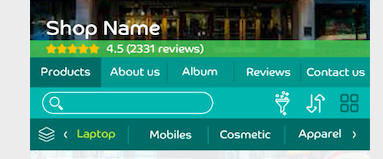 Shop Name
4.5 (2331 reviews)
Products About us Album Reviews Contact us
Laptop Mobiles Cosmetic Apparel